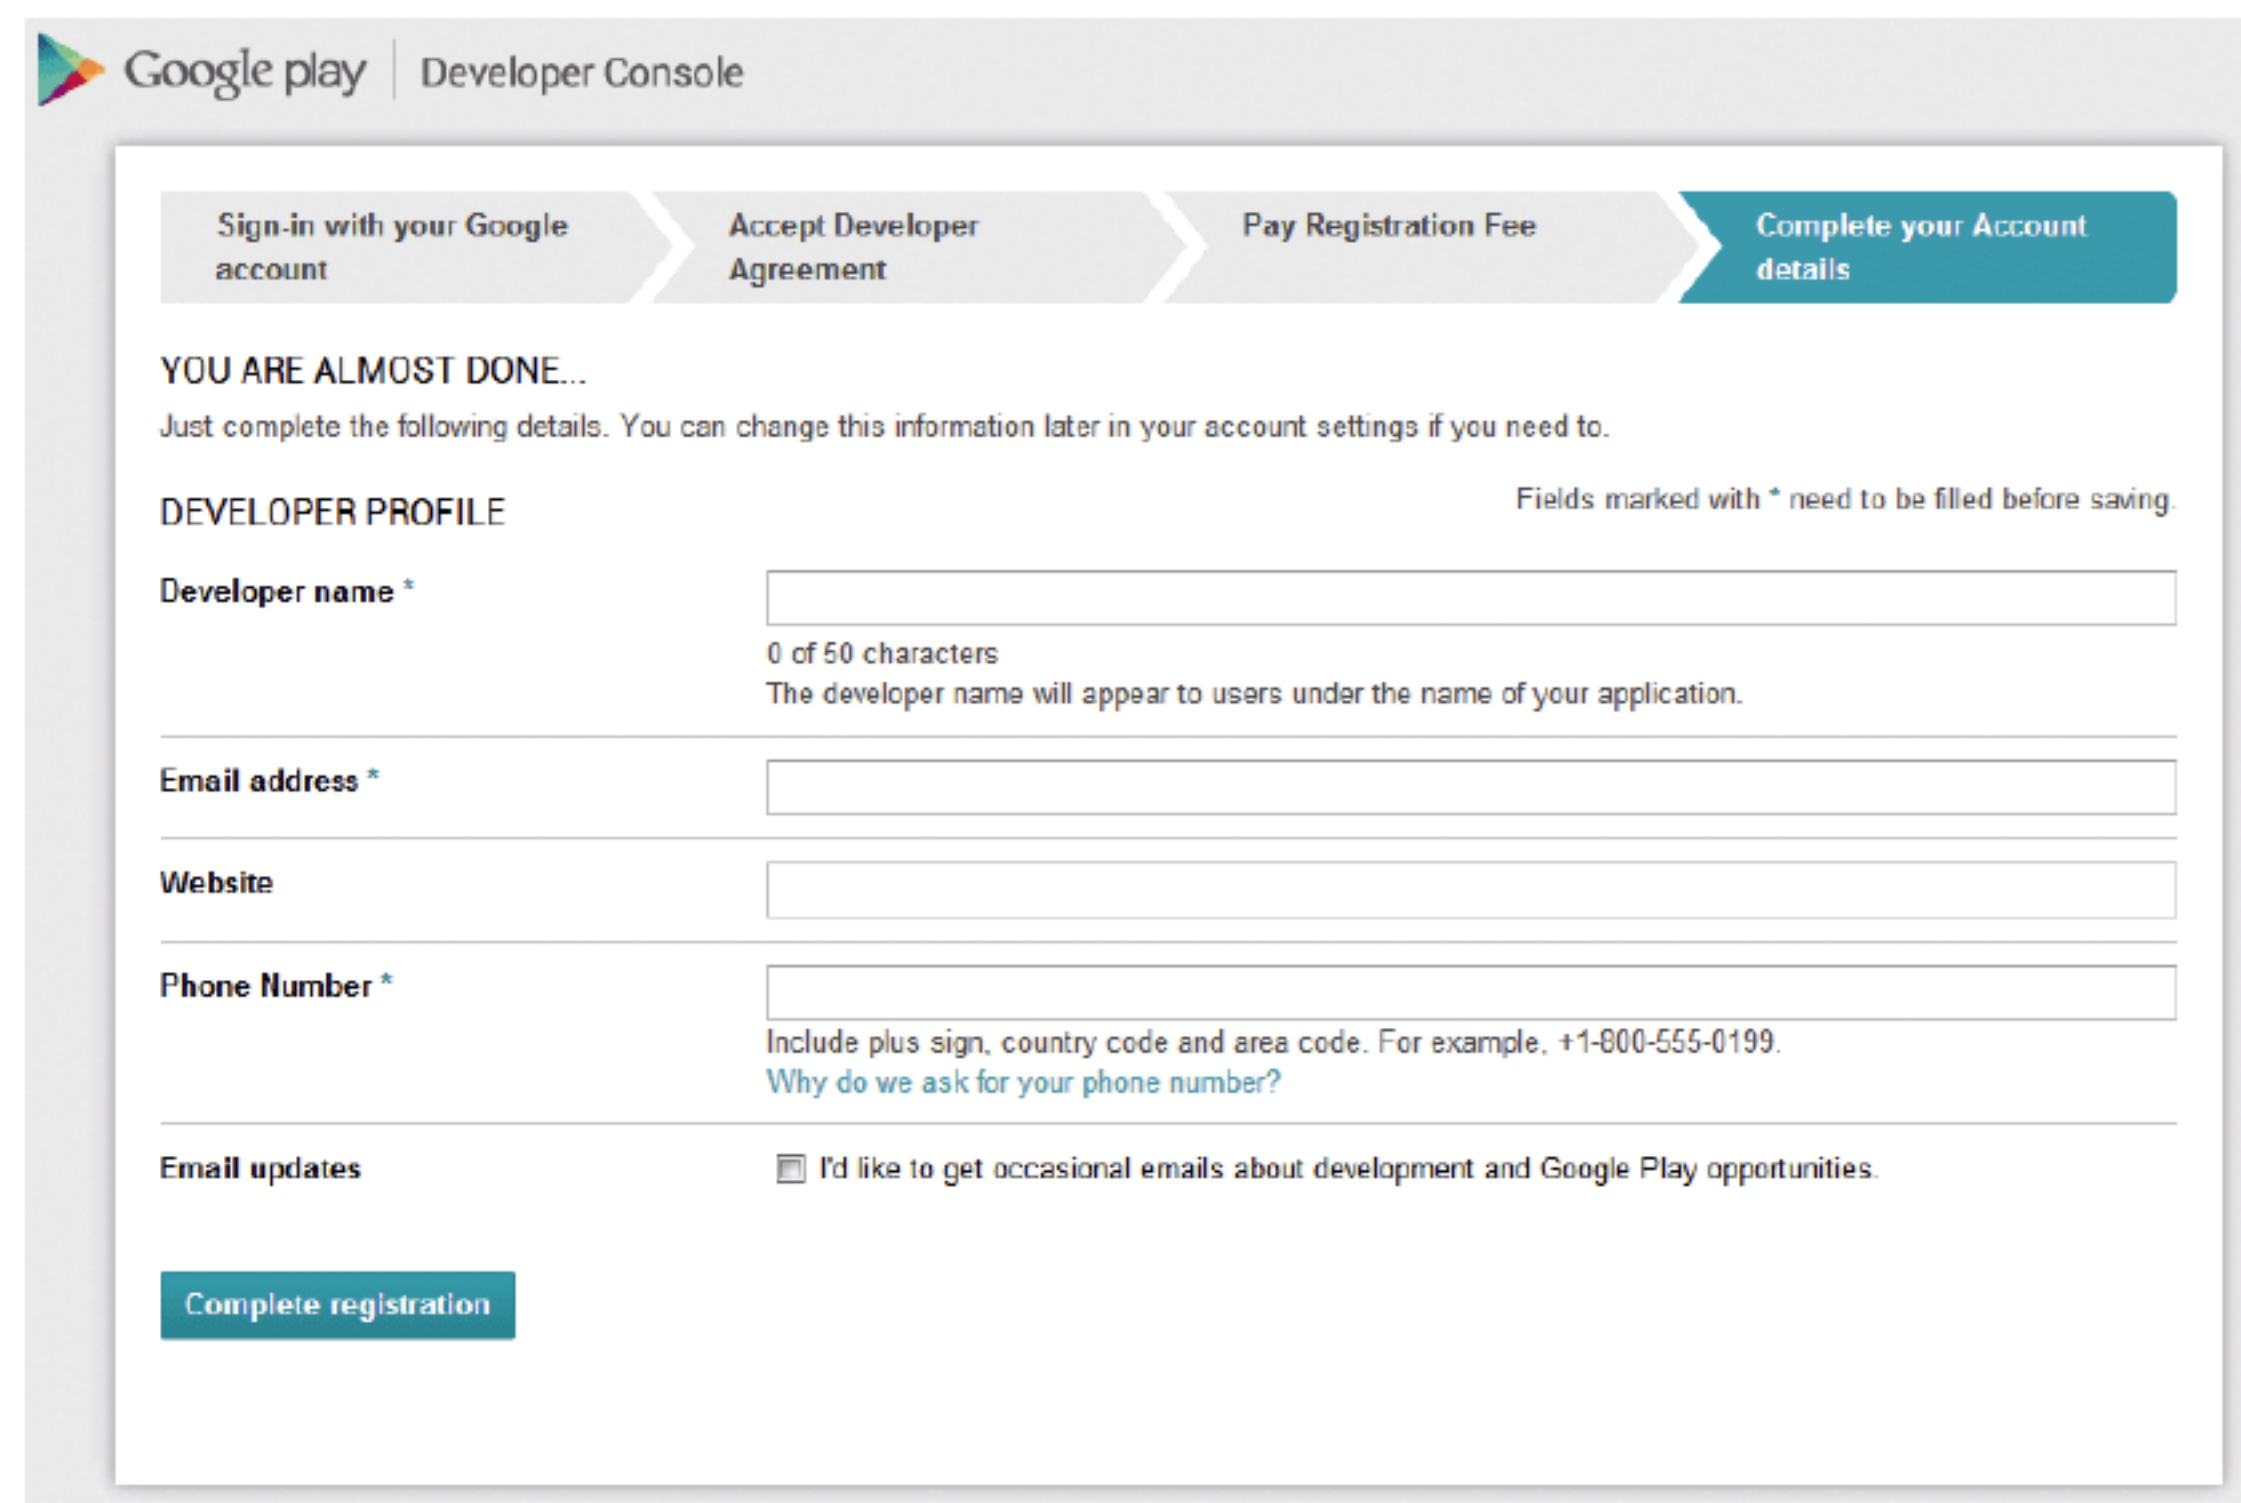 Google play | Developer Console
Sign-in with your Google
account
Accept Developer
Agreement
Pay Registration Fee
Complete your Account
details
YOU ARE ALMOST DONE...
Just complete the following details. You can change this information later in your account settings if you need to.
DEVELOPER PROFILE
Fields marked with * need to be filled before saving.
Developer name *
0 of 50 characters
The developer name will appear to users under the name of your application.
Email address *
Website
Phone Number *
Include plus sign, country code and area code. For example, +1-800-555-0199.
Why do we ask for your phone number?
Email updates
I'd like to get occasional emails about development and Google Play opportunities.
Complete registration